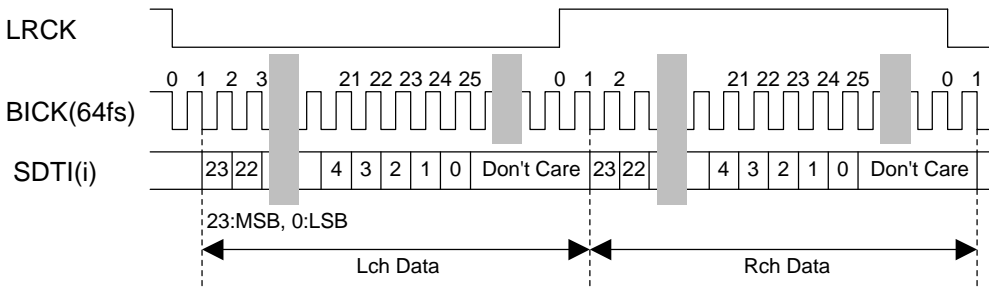 LRCK
0 1 2 3 21 22 23 24 25 0 1 2 21 22 23 24 25 0 1
BICK(64fs)
SDTI(i) 23 22 4 3 2 1 0 Don't Care 23 22 4 3 2 1 0 Don't Care
23:MSB, 0:LSB
Lch Data Rch Data